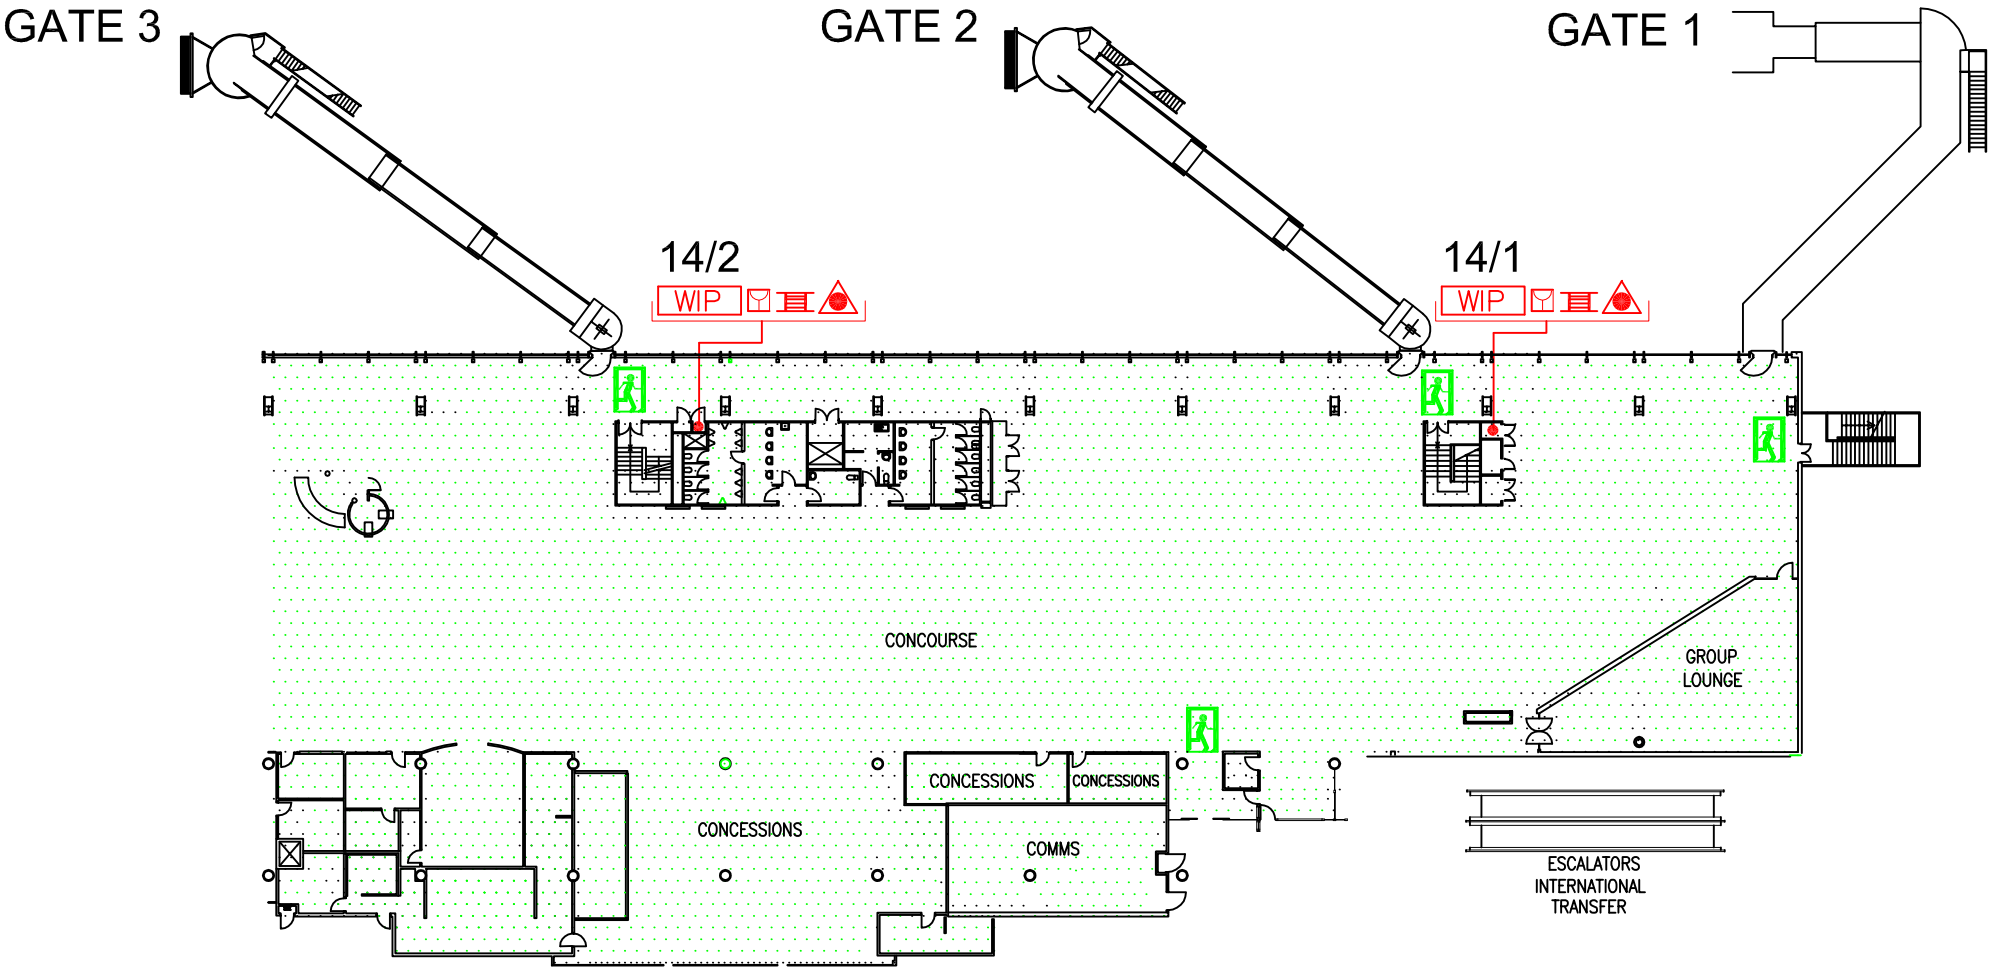 GATE 3
GATE 2
GATE 1
14/2
WIP
14/1
WIP
CONCOURSE
GROUP
LOUNGE
CONCESSIONS
CONCESSIONS
CONCESSIONS
COMMS
ESCALATORS
INTERNATIONAL
TRANSFER